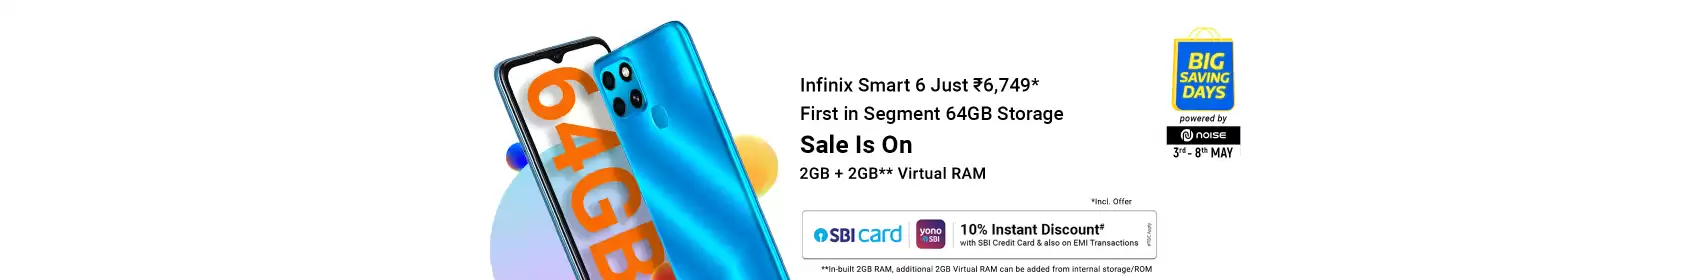 64GB
Infinix Smart 6 Just ₹6,749*
First in Segment 64GB Storage
Sale Is On
2GB + 2GB** Virtual RAM
*Incl. Offer
SBI card
yono
SBI
10% Instant Discount#
with SBI Credit Card & also on EMI Transactions
**In-built 2GB RAM, additional 2GB Virtual RAM can be added from internal storage/ROM
BIG
SAVING
DAYS
powered by
NOISE
3rd - 8th MAY